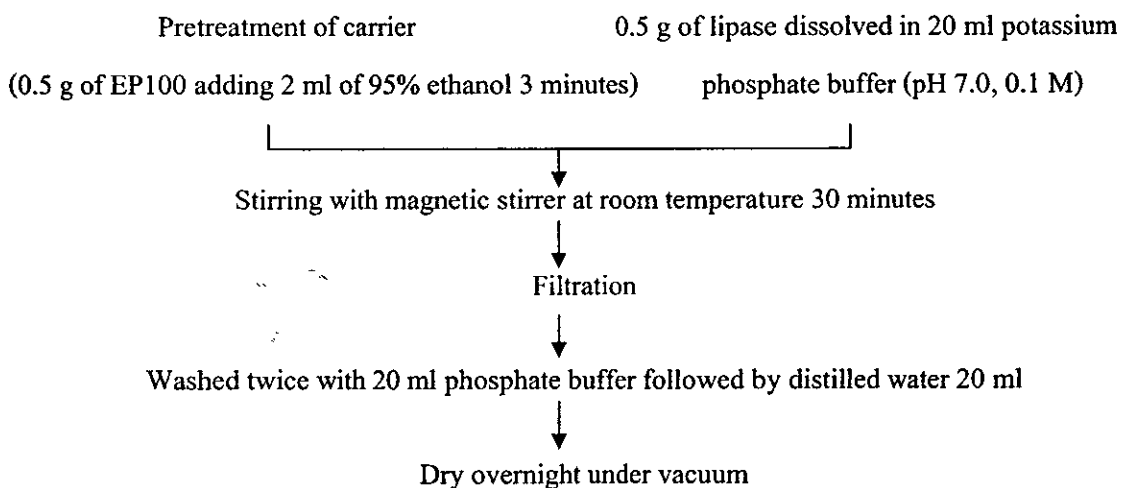 Pretreatment of carrier
(0.5 g of EP100 adding 2 ml of 95% ethanol 3 minutes)
0.5 g of lipase dissolved in 20 ml potassium
phosphate buffer (pH 7.0, 0.1 M)
Stirring with magnetic stirrer at room temperature 30 minutes
Filtration
Washed twice with 20 ml phosphate buffer followed by distilled water 20 ml
Dry overnight under vacuum